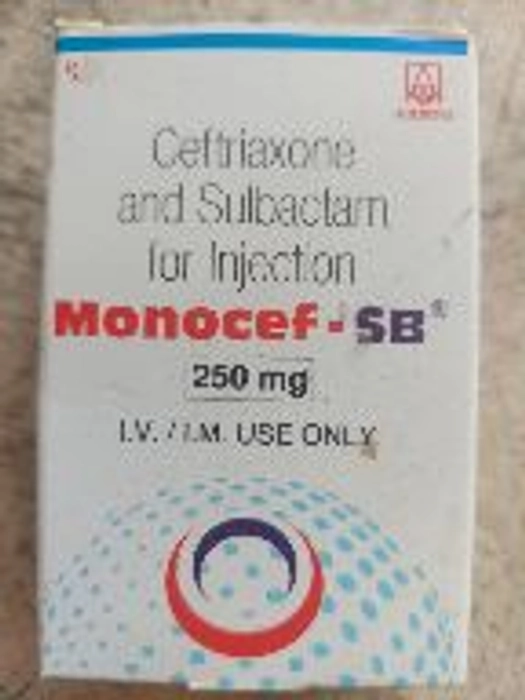 Ceftriaxone
and Sulbactam
for Injection
Monocef-SB®
250 mg
I.V. / I.M. USE ONLY